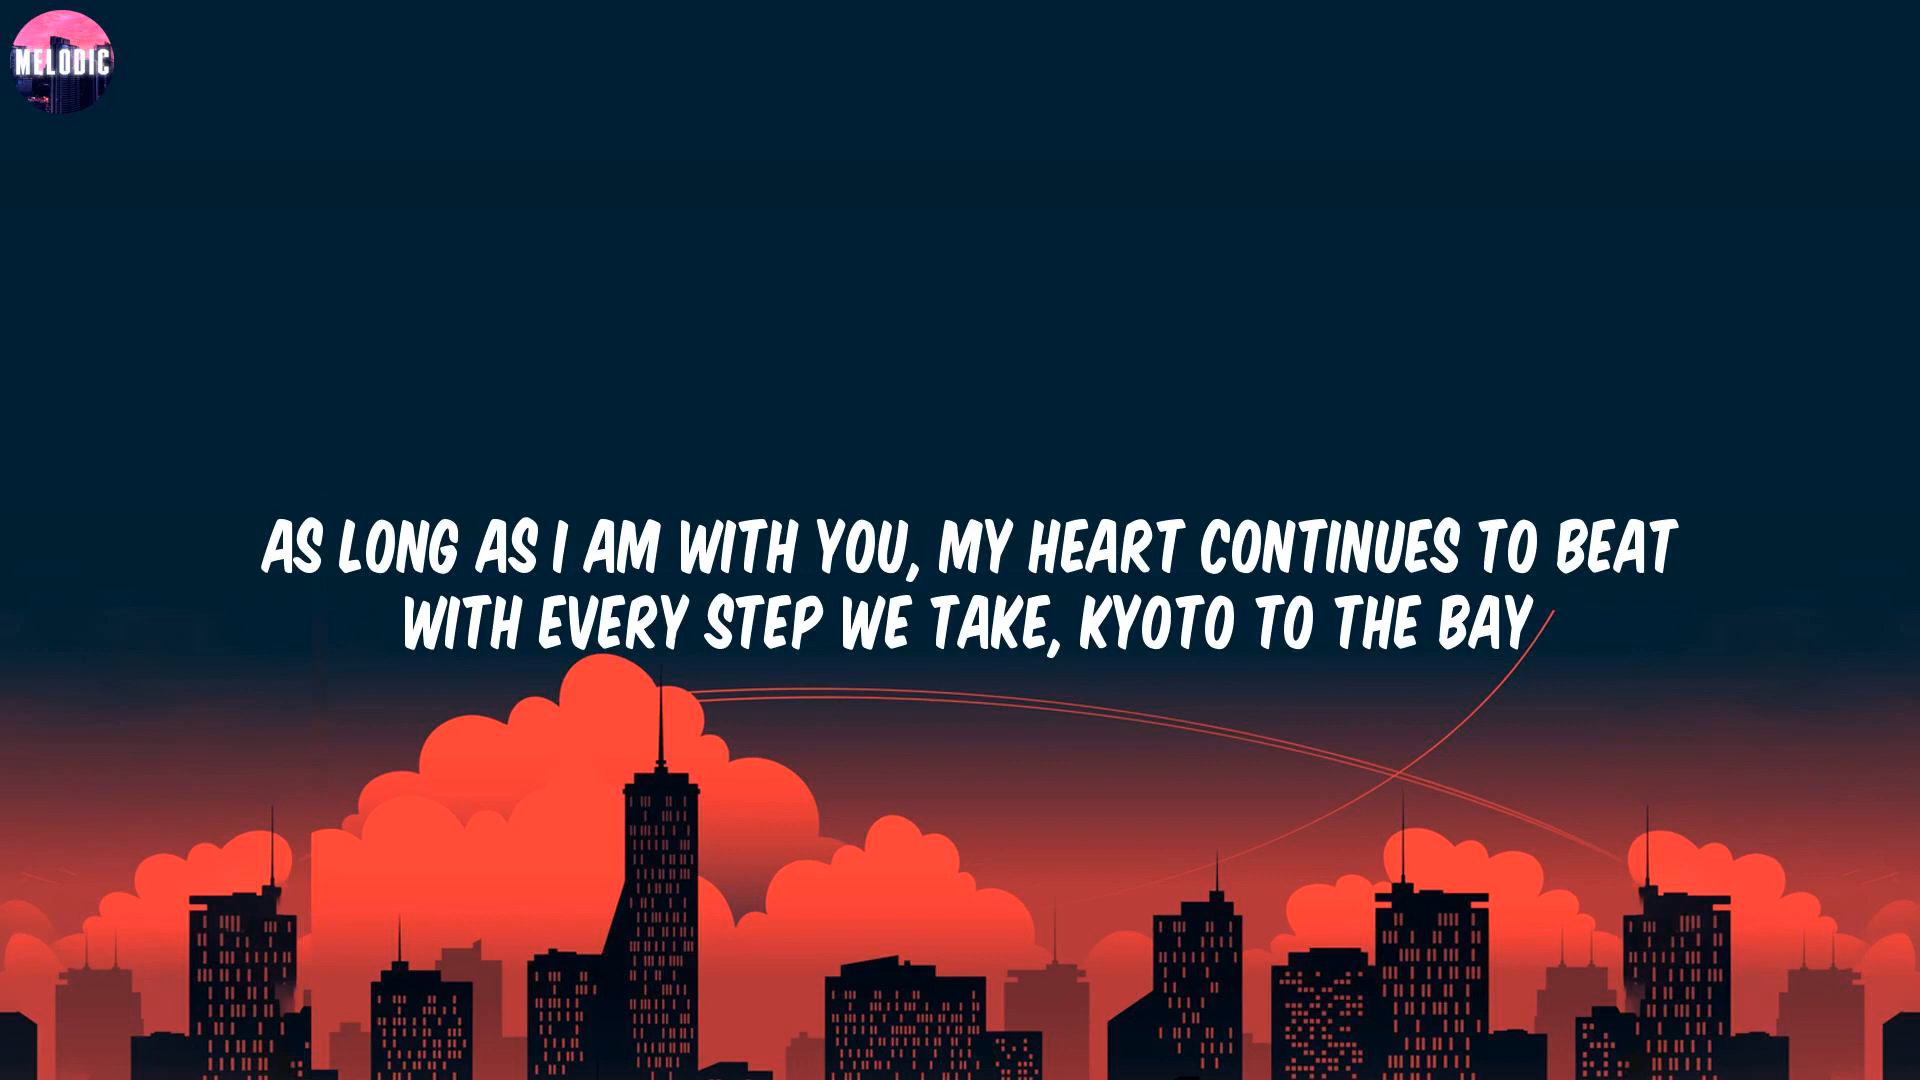 MELODIC
AS LONG AS I AM WITH YOU, MY HEART CONTINUES TO BEAT
WITH EVERY STEP WE TAKE, KYOTO TO THE BAY